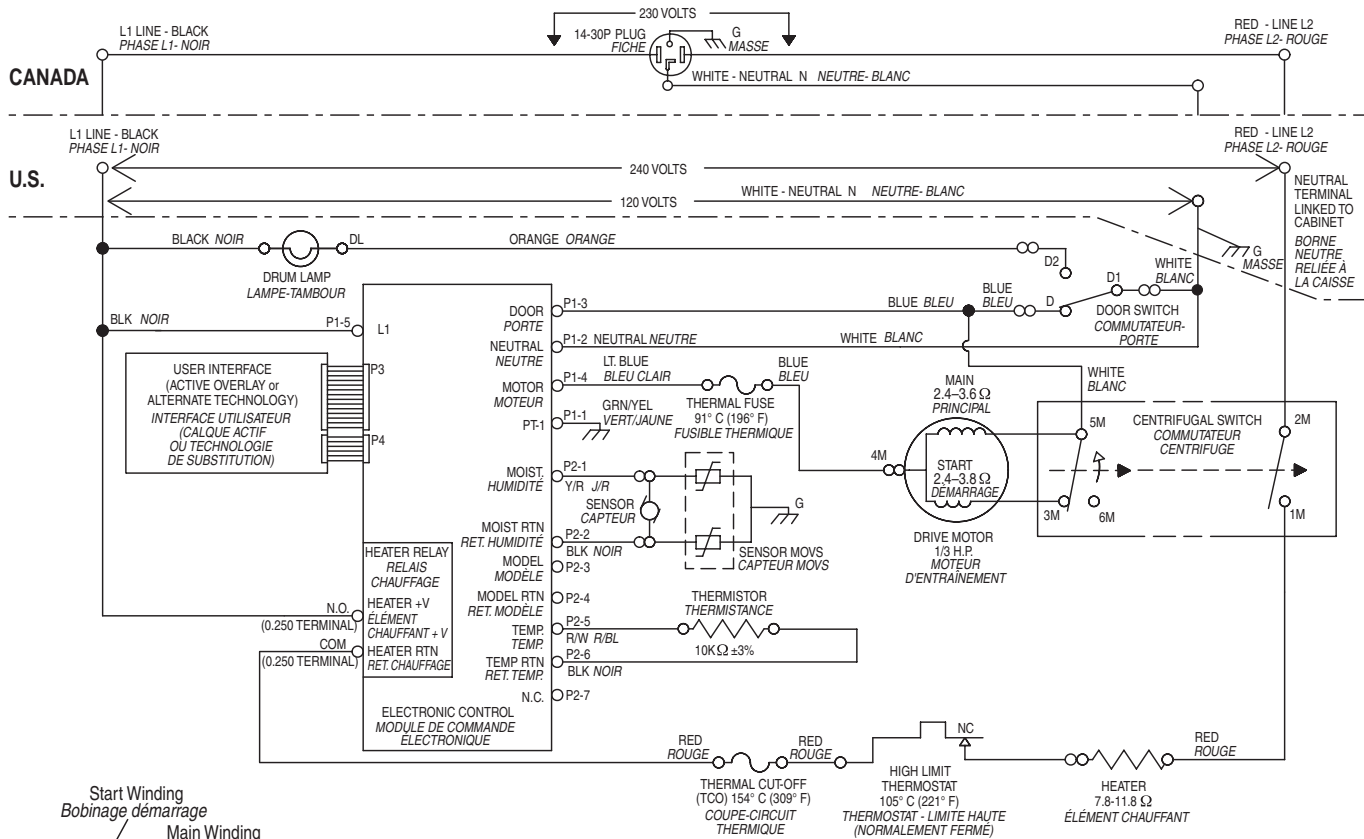 230 VOLTS
L1 LINE - BLACK
PHASE L1- NOIR
14-30P PLUG
FICHE
G
MASSE
RED - LINE L2
PHASE L2- ROUGE
CANADA
WHITE - NEUTRAL N NEUTRE- BLANC
L1 LINE - BLACK
PHASE L1- NOIR
RED - LINE L2
PHASE L2- ROUGE
U.S.
240 VOLTS
WHITE - NEUTRAL N NEUTRE- BLANC
120 VOLTS
NEUTRAL
TERMINAL
LINKED TO
CABINET
BORNE
NEUTRE
RELIÉE À
LA CAISSE
G
MASSE
BLACK NOIR
DL
ORANGE ORANGE
D2
DRUM LAMP
LAMPE-TAMBOUR
WHITE
BLANC
D1
BLUE BLEU
BLUE
BLEU
D
DOOR SWITCH
COMMUTATEUR-
PORTE
BLK NOIR
P1-5
L1
DOOR
PORTE
P1-3
NEUTRAL
NEUTRE
P1-2 NEUTRAL NEUTRE
WHITE BLANC
USER INTERFACE
(ACTIVE OVERLAY or
ALTERNATE TECHNOLOGY)
INTERFACE UTILISATEUR
(CALQUE ACTIF
OU TECHNOLOGIE
DE SUBSTITUTION)
P3
P4
MOTOR
MOTEUR
P1-4
LT. BLUE
BLEU CLAIR
BLUE
BLEU
THERMAL FUSE
91° C (196° F)
FUSIBLE THERMIQUE
PT-1
P1-1
GRN/YEL
VERT/JAUNE
WHITE
BLANC
MAIN
2.4–3.6 Ω
PRINCIPAL
4M
START
2.4–3.8 Ω
DÉMARRAGE
DRIVE MOTOR
1/3 H.P.
MOTEUR
D'ENTRAÎNEMENT
5M
CENTRIFUGAL SWITCH
COMMUTATEUR
CENTRIFUGE
2M
3M
6M
1M
MOIST.
HUMIDITÉ
P2-1
Y/R J/R
SENSOR
CAPTEUR
G
MOIST RTN
RET. HUMIDITÉ
P2-2
BLK NOIR
SENSOR MOVS
CAPTEUR MOVS
MODEL
MODÈLE
P2-3
MODEL RTN
RET. MODÈLE
P2-4
HEATER RELAY
RELAIS
CHAUFFAGE
N.O.
(0.250 TERMINAL)
HEATER +V
ÉLÉMENT
CHAUFFANT + V
COM
(0.250 TERMINAL)
HEATER RTN
RET. CHAUFFAGE
TEMP.
TEMP.
P2-5
R/W R/BL
THERMISTOR
THERMISTANCE
10KΩ ±3%
TEMP RTN
RET. TEMP.
P2-6
BLK NOIR
N.C.
P2-7
ELECTRONIC CONTROL
MODULE DE COMMANDE
ÉLECTRONIQUE
RED
ROUGE
RED
ROUGE
NC
RED
ROUGE
THERMAL CUT-OFF
(TCO) 154° C (309° F)
COUPE-CIRCUIT
THERMIQUE
HIGH LIMIT
THERMOSTAT
105° C (221° F)
THERMOSTAT - LIMITE HAUTE
(NORMALEMENT FERMÉ)
HEATER
7.8-11.8 Ω
ÉLÉMENT CHAUFFANT
Start Winding
Bobinage démarrage
Main Winding